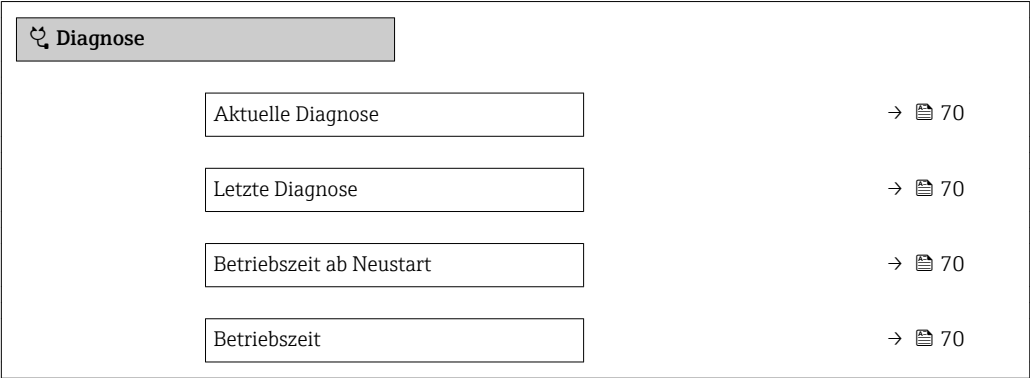 Diagnose
Aktuelle Diagnose → 70
Letzte Diagnose → 70
Betriebszeit ab Neustart → 70
Betriebszeit → 70